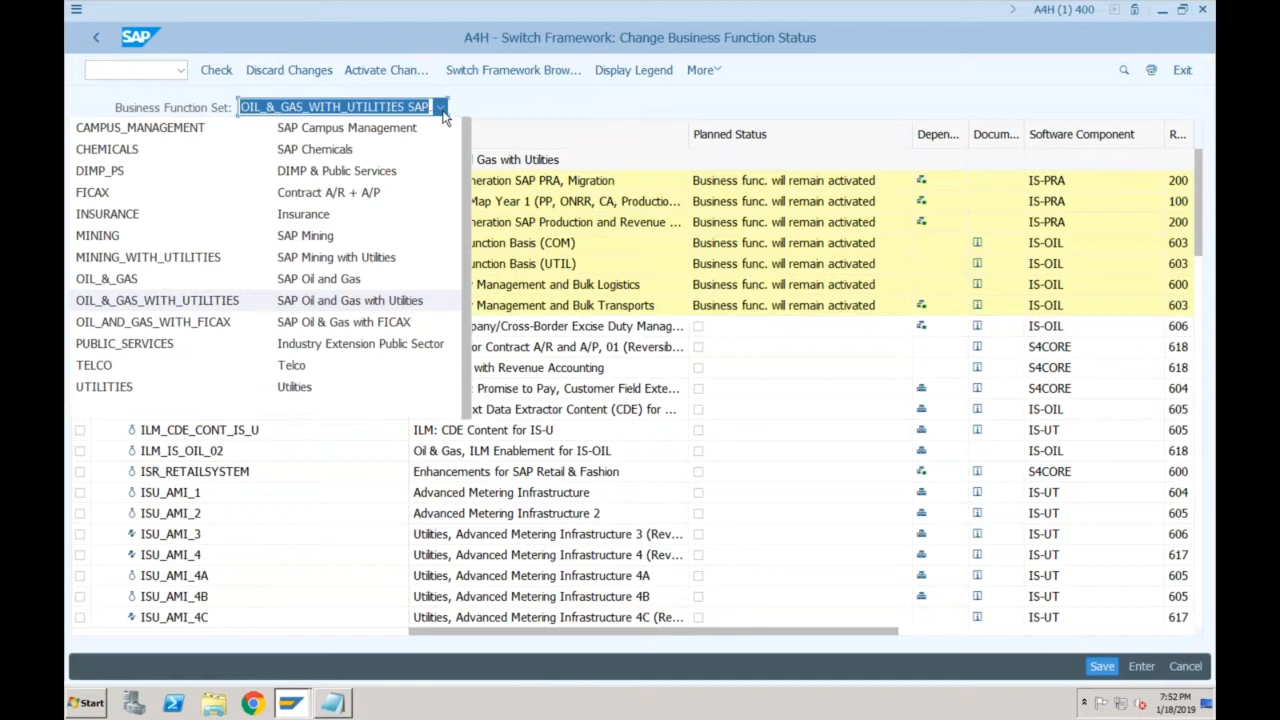 A4H (1) 400
SAP
A4H - Switch Framework: Change Business Function Status
Check Discard Changes Activate Chan... Switch Framework Brow... Display Legend More Exit
Business Function Set: OIL_&_GAS_WITH_UTILITIES SAP
Planned Status Depen... Docum... Software Component R...
CAMPUS_MANAGEMENT SAP Campus Management
CHEMICALS SAP Chemicals
DIMP_PS DIMP & Public Services
FICAX Contract A/R + A/P
INSURANCE Insurance
MINING SAP Mining
MINING_WITH_UTILITIES SAP Mining with Utilities
OIL_&_GAS SAP Oil and Gas
OIL_&_GAS_WITH_UTILITIES SAP Oil and Gas with Utilities
OIL_AND_GAS_WITH_FICAX SAP Oil & Gas with FICAX
PUBLIC_SERVICES Industry Extension Public Sector
TELCO Telco
UTILITIES Utilities
Gas with Utilities
neration SAP PRA, Migration Business func. will remain activated IS-PRA 200
Map Year 1 (PP, ONRR, CA, Productio... Business func. will remain activated IS-PRA 100
neration SAP Production and Revenue ... Business func. will remain activated IS-PRA 200
unction Basis (COM) Business func. will remain activated IS-OIL 603
unction Basis (UTIL) Business func. will remain activated IS-OIL 603
Management and Bulk Logistics Business func. will remain activated IS-OIL 600
Management and Bulk Transports Business func. will remain activated IS-OIL 603
pany/Cross-Border Excise Duty Manag... IS-OIL 606
or Contract A/R and A/P, 01 (Reversib... S4CORE 618
with Revenue Accounting S4CORE 618
: Promise to Pay, Customer Field Exte... S4CORE 604
ext Data Extractor Content (CDE) for ... IS-OIL 605
ILM_CDE_CONT_IS_U ILM: CDE Content for IS-U IS-UT 605
ILM_IS_OIL_02 Oil & Gas, ILM Enablement for IS-OIL IS-OIL 618
ISR_RETAILSYSTEM Enhancements for SAP Retail & Fashion S4CORE 600
ISU_AMI_1 Advanced Metering Infrastructure IS-UT 604
ISU_AMI_2 Advanced Metering Infrastructure 2 IS-UT 605
ISU_AMI_3 Utilities, Advanced Metering Infrastructure 3 (Rev... IS-UT 606
ISU_AMI_4 Utilities, Advanced Metering Infrastructure 4 (Rev... IS-UT 617
ISU_AMI_4A Utilities, Advanced Metering Infrastructure 4A IS-UT 605
ISU_AMI_4B Utilities, Advanced Metering Infrastructure 4B IS-UT 605
ISU_AMI_4C Utilities, Advanced Metering Infrastructure 4C (Re... IS-UT 617
Save Enter Cancel
Start
7:52 PM
1/18/2019